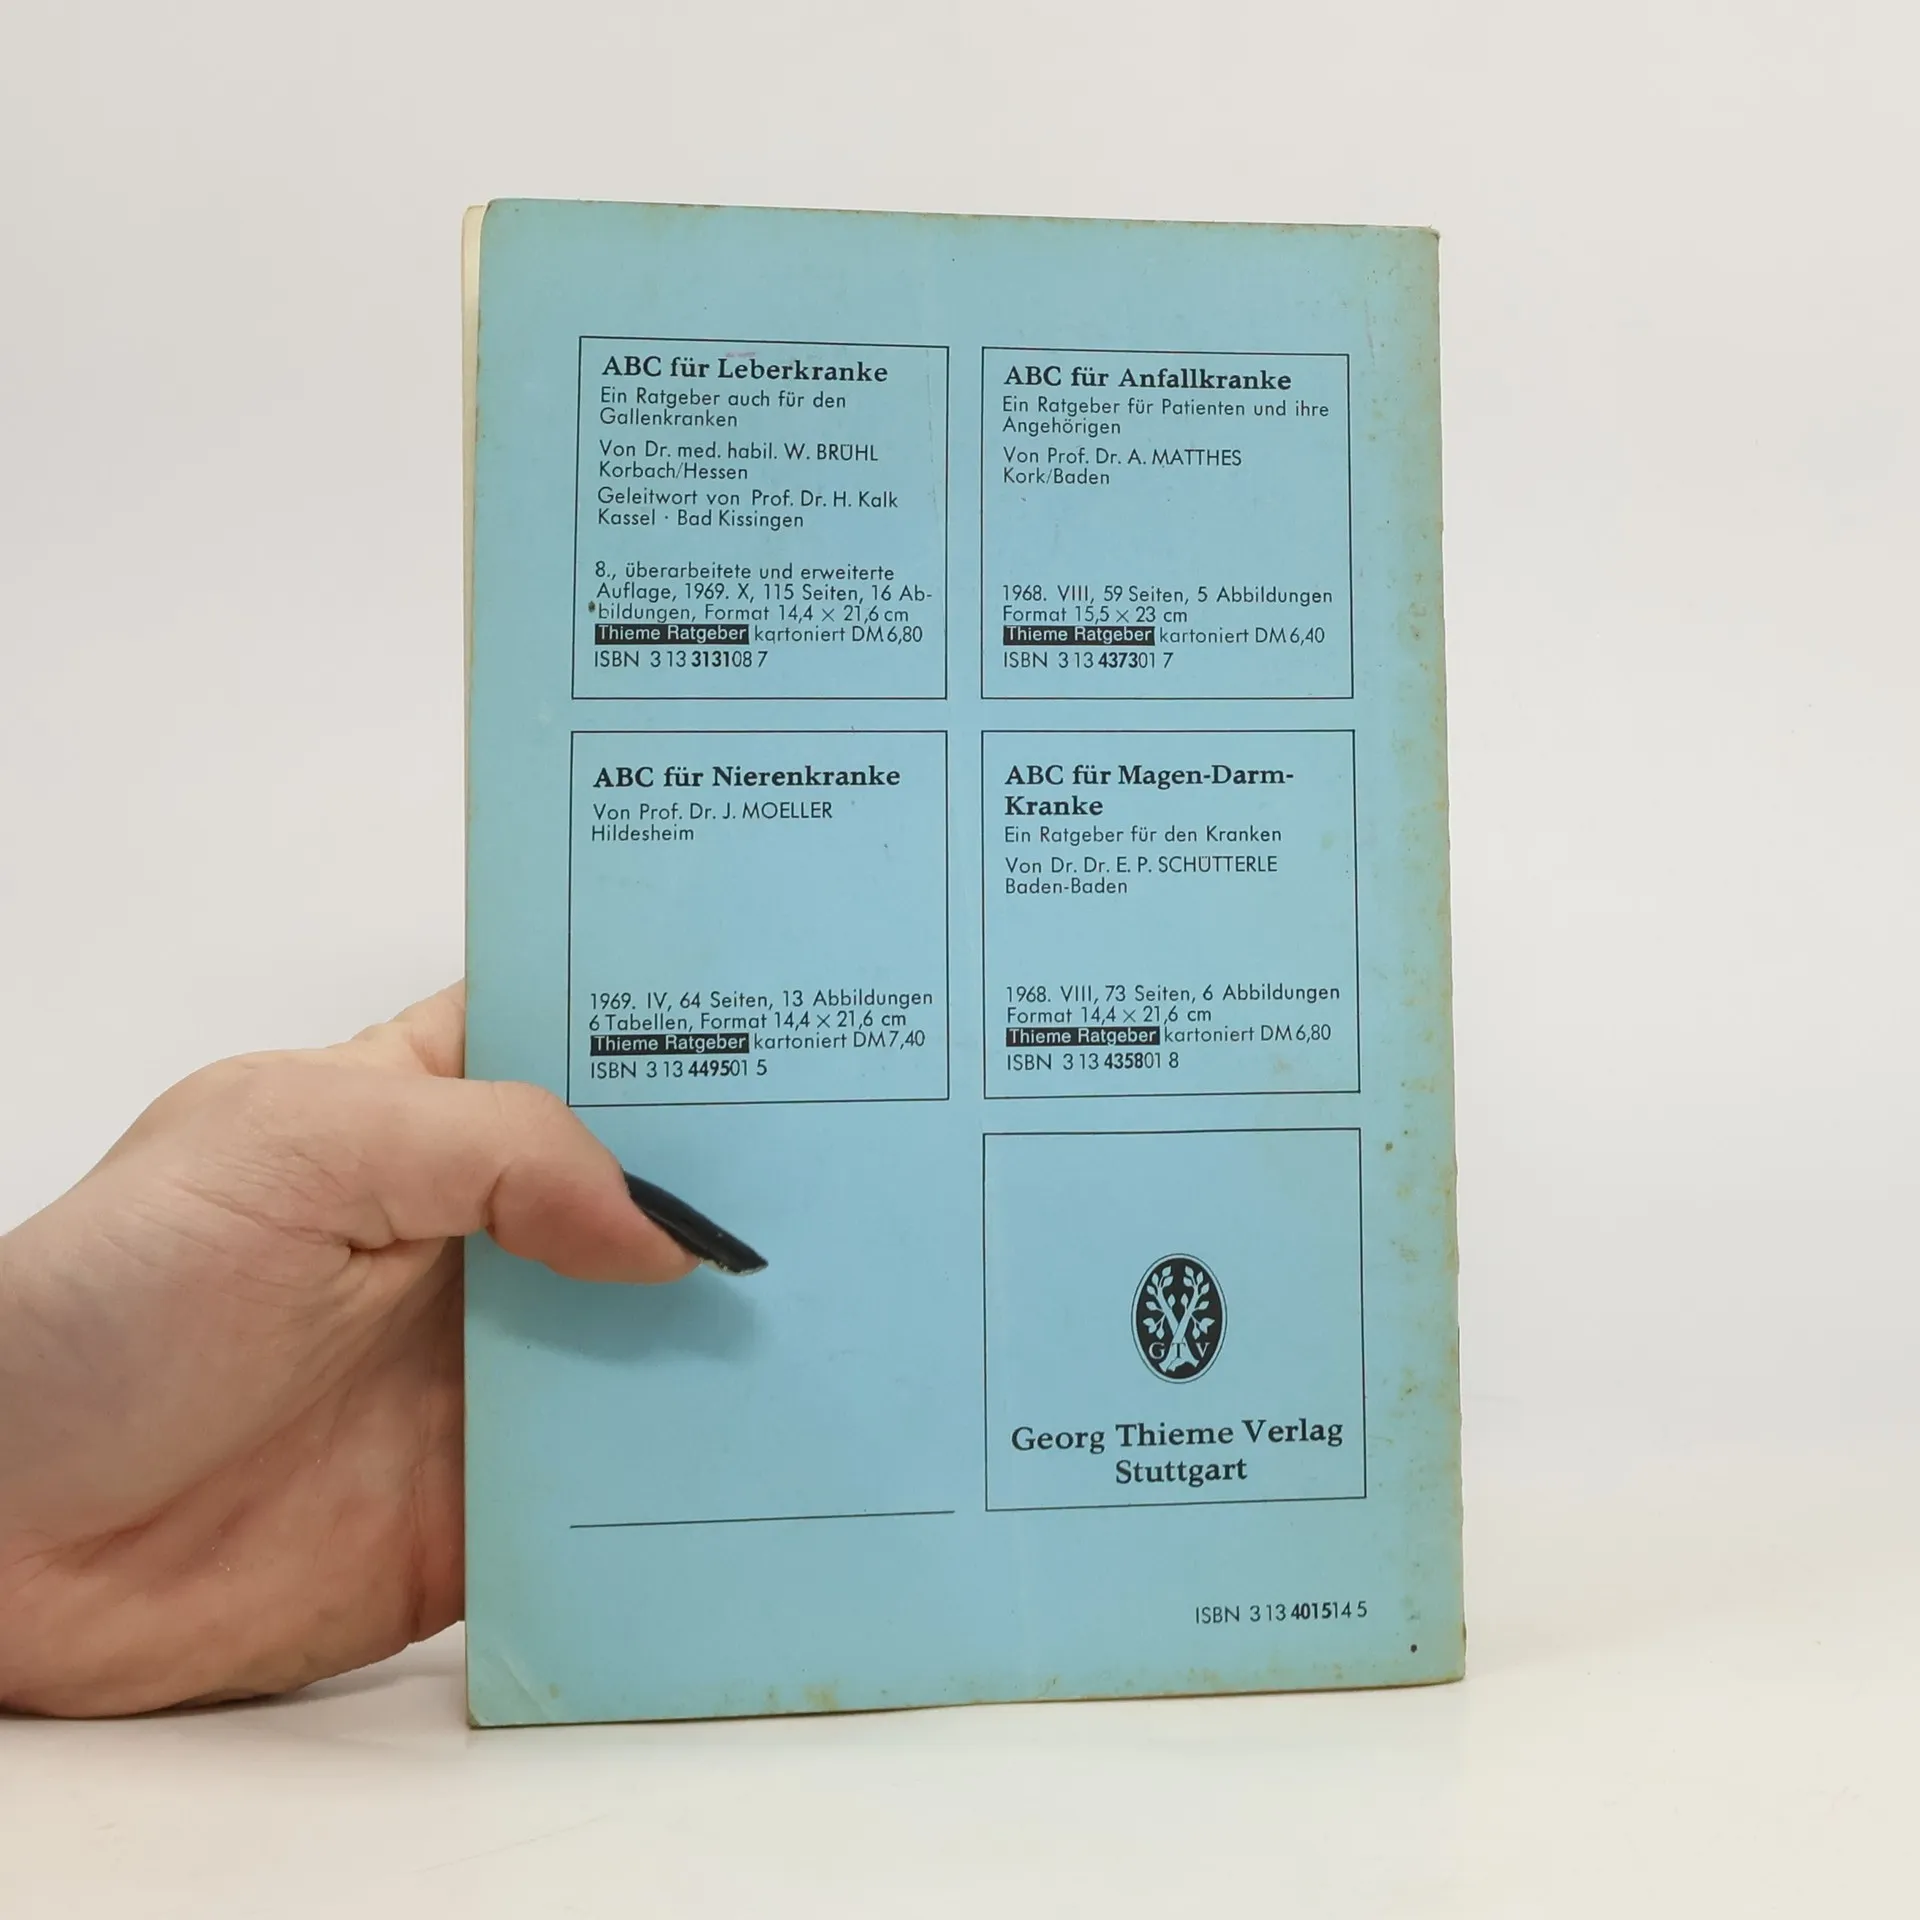 ABC für Leberkranke
Ein Ratgeber auch für den
Gallenkranken
Von Dr. med. habil. W. BRÜHL
Korbach/Hessen
Geleitwort von Prof. Dr. H. Kalk
Kassel · Bad Kissingen
8., überarbeitete und erweiterte
Auflage, 1969. X, 115 Seiten, 16 Ab-
bildungen, Format 14,4 × 21,6 cm
Thieme Ratgeber kartoniert DM 6,80
ISBN 3 13 313108 7
ABC für Anfallkranke
Ein Ratgeber für Patienten und ihre
Angehörigen
Von Prof. Dr. A. MATTHES
Kork/Baden
1968. VIII, 59 Seiten, 5 Abbildungen
Format 15,5 × 23 cm
Thieme Ratgeber kartoniert DM 6,40
ISBN 3 13 437301 7
ABC für Nierenkranke
Von Prof. Dr. J. MOELLER
Hildesheim
1969. IV, 64 Seiten, 13 Abbildungen
6 Tabellen, Format 14,4 × 21,6 cm
Thieme Ratgeber kartoniert DM 7,40
ISBN 3 13 449501 5
ABC für Magen-Darm-
Kranke
Ein Ratgeber für den Kranken
Von Dr. Dr. E. P. SCHÜTTERLE
Baden-Baden
1968. VIII, 73 Seiten, 6 Abbildungen
Format 14,4 × 21,6 cm
Thieme Ratgeber kartoniert DM 6,80
ISBN 3 13 435801 8
GTV
Georg Thieme Verlag
Stuttgart
ISBN 3 13 401514 5